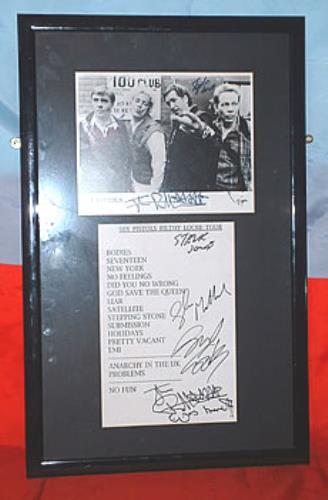 100 CLUB
SEX PISTOLS FILTHY LUCRE TOUR
STEVE
JONES
BODIES
SEVENTEEN
NEW YORK
NO FEELINGS
DID YOU NO WRONG
GOD SAVE THE QUEEN
LIAR
SATELLITE
STEPPING STONE
SUBMISSION
HOLIDAYS
PRETTY VACANT
EMI
ANARCHY IN THE UK
PROBLEMS
NO FUN